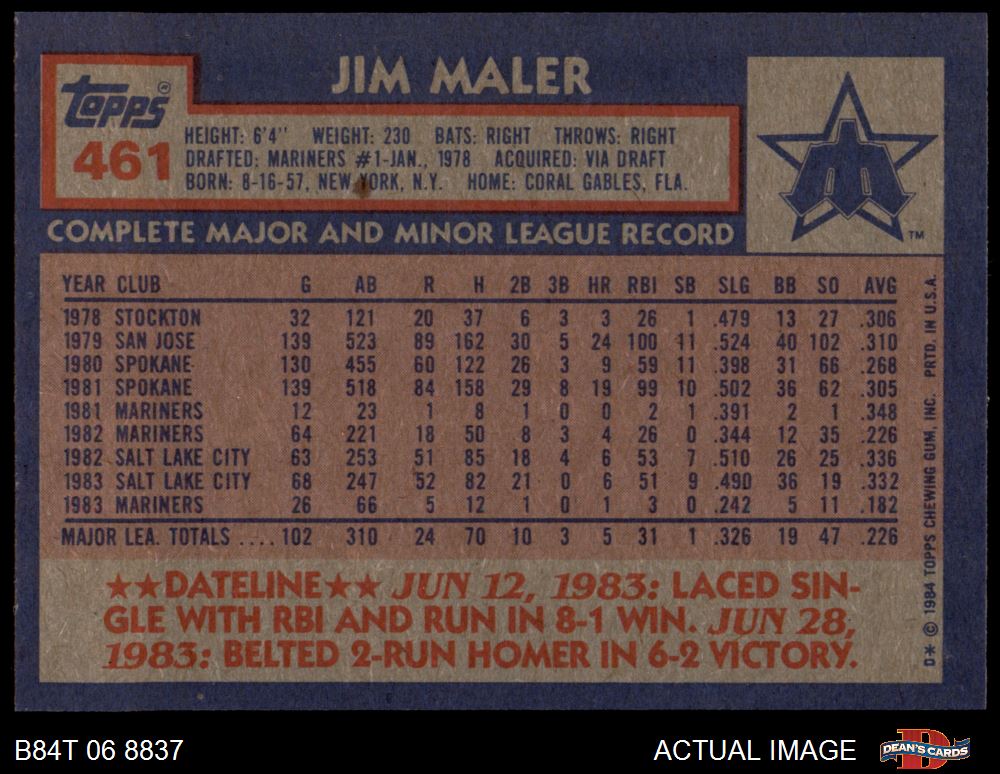 JIM MALER
Topps®
461
HEIGHT: 6'4" WEIGHT: 230 BATS: RIGHT THROWS: RIGHT
DRAFTED: MARINERS #1-JAN., 1978 ACQUIRED: VIA DRAFT
BORN: 8-16-57, NEW YORK, N.Y. HOME: CORAL GABLES, FLA.
TM
COMPLETE MAJOR AND MINOR LEAGUE RECORD
YEAR CLUB G AB R H 2B 3B HR RBI SB SLG BB SO AVG
1978 STOCKTON 32 121 20 37 6 3 3 26 1 .479 13 27 .306
1979 SAN JOSE 139 523 89 162 30 5 24 100 11 .524 40 102 .310
1980 SPOKANE 130 455 60 122 26 3 9 59 11 .398 31 66 .268
1981 SPOKANE 139 518 84 158 29 8 19 99 10 .502 36 62 .305
1981 MARINERS 12 23 1 8 1 0 0 2 1 .391 2 1 .348
1982 MARINERS 64 221 18 50 8 3 4 26 0 .344 12 35 .226
1982 SALT LAKE CITY 63 253 51 85 18 4 6 53 7 .510 26 25 .336
1983 SALT LAKE CITY 68 247 52 82 21 0 6 51 9 .490 36 19 .332
1983 MARINERS 26 66 5 12 1 0 1 3 0 .242 5 11 .182
MAJOR LEA. TOTALS .... 102 310 24 70 10 3 5 31 1 .326 19 47 .226
★★DATELINE★★ JUN 12, 1983: LACED SIN-
GLE WITH RBI AND RUN IN 8-1 WIN. JUN 28,
1983: BELTED 2-RUN HOMER IN 6-2 VICTORY.
D* © 1984 TOPPS CHEWING GUM, INC. PRTD. IN U.S.A.
B84T 06 8837
ACTUAL IMAGE
DEAN'S CARDS